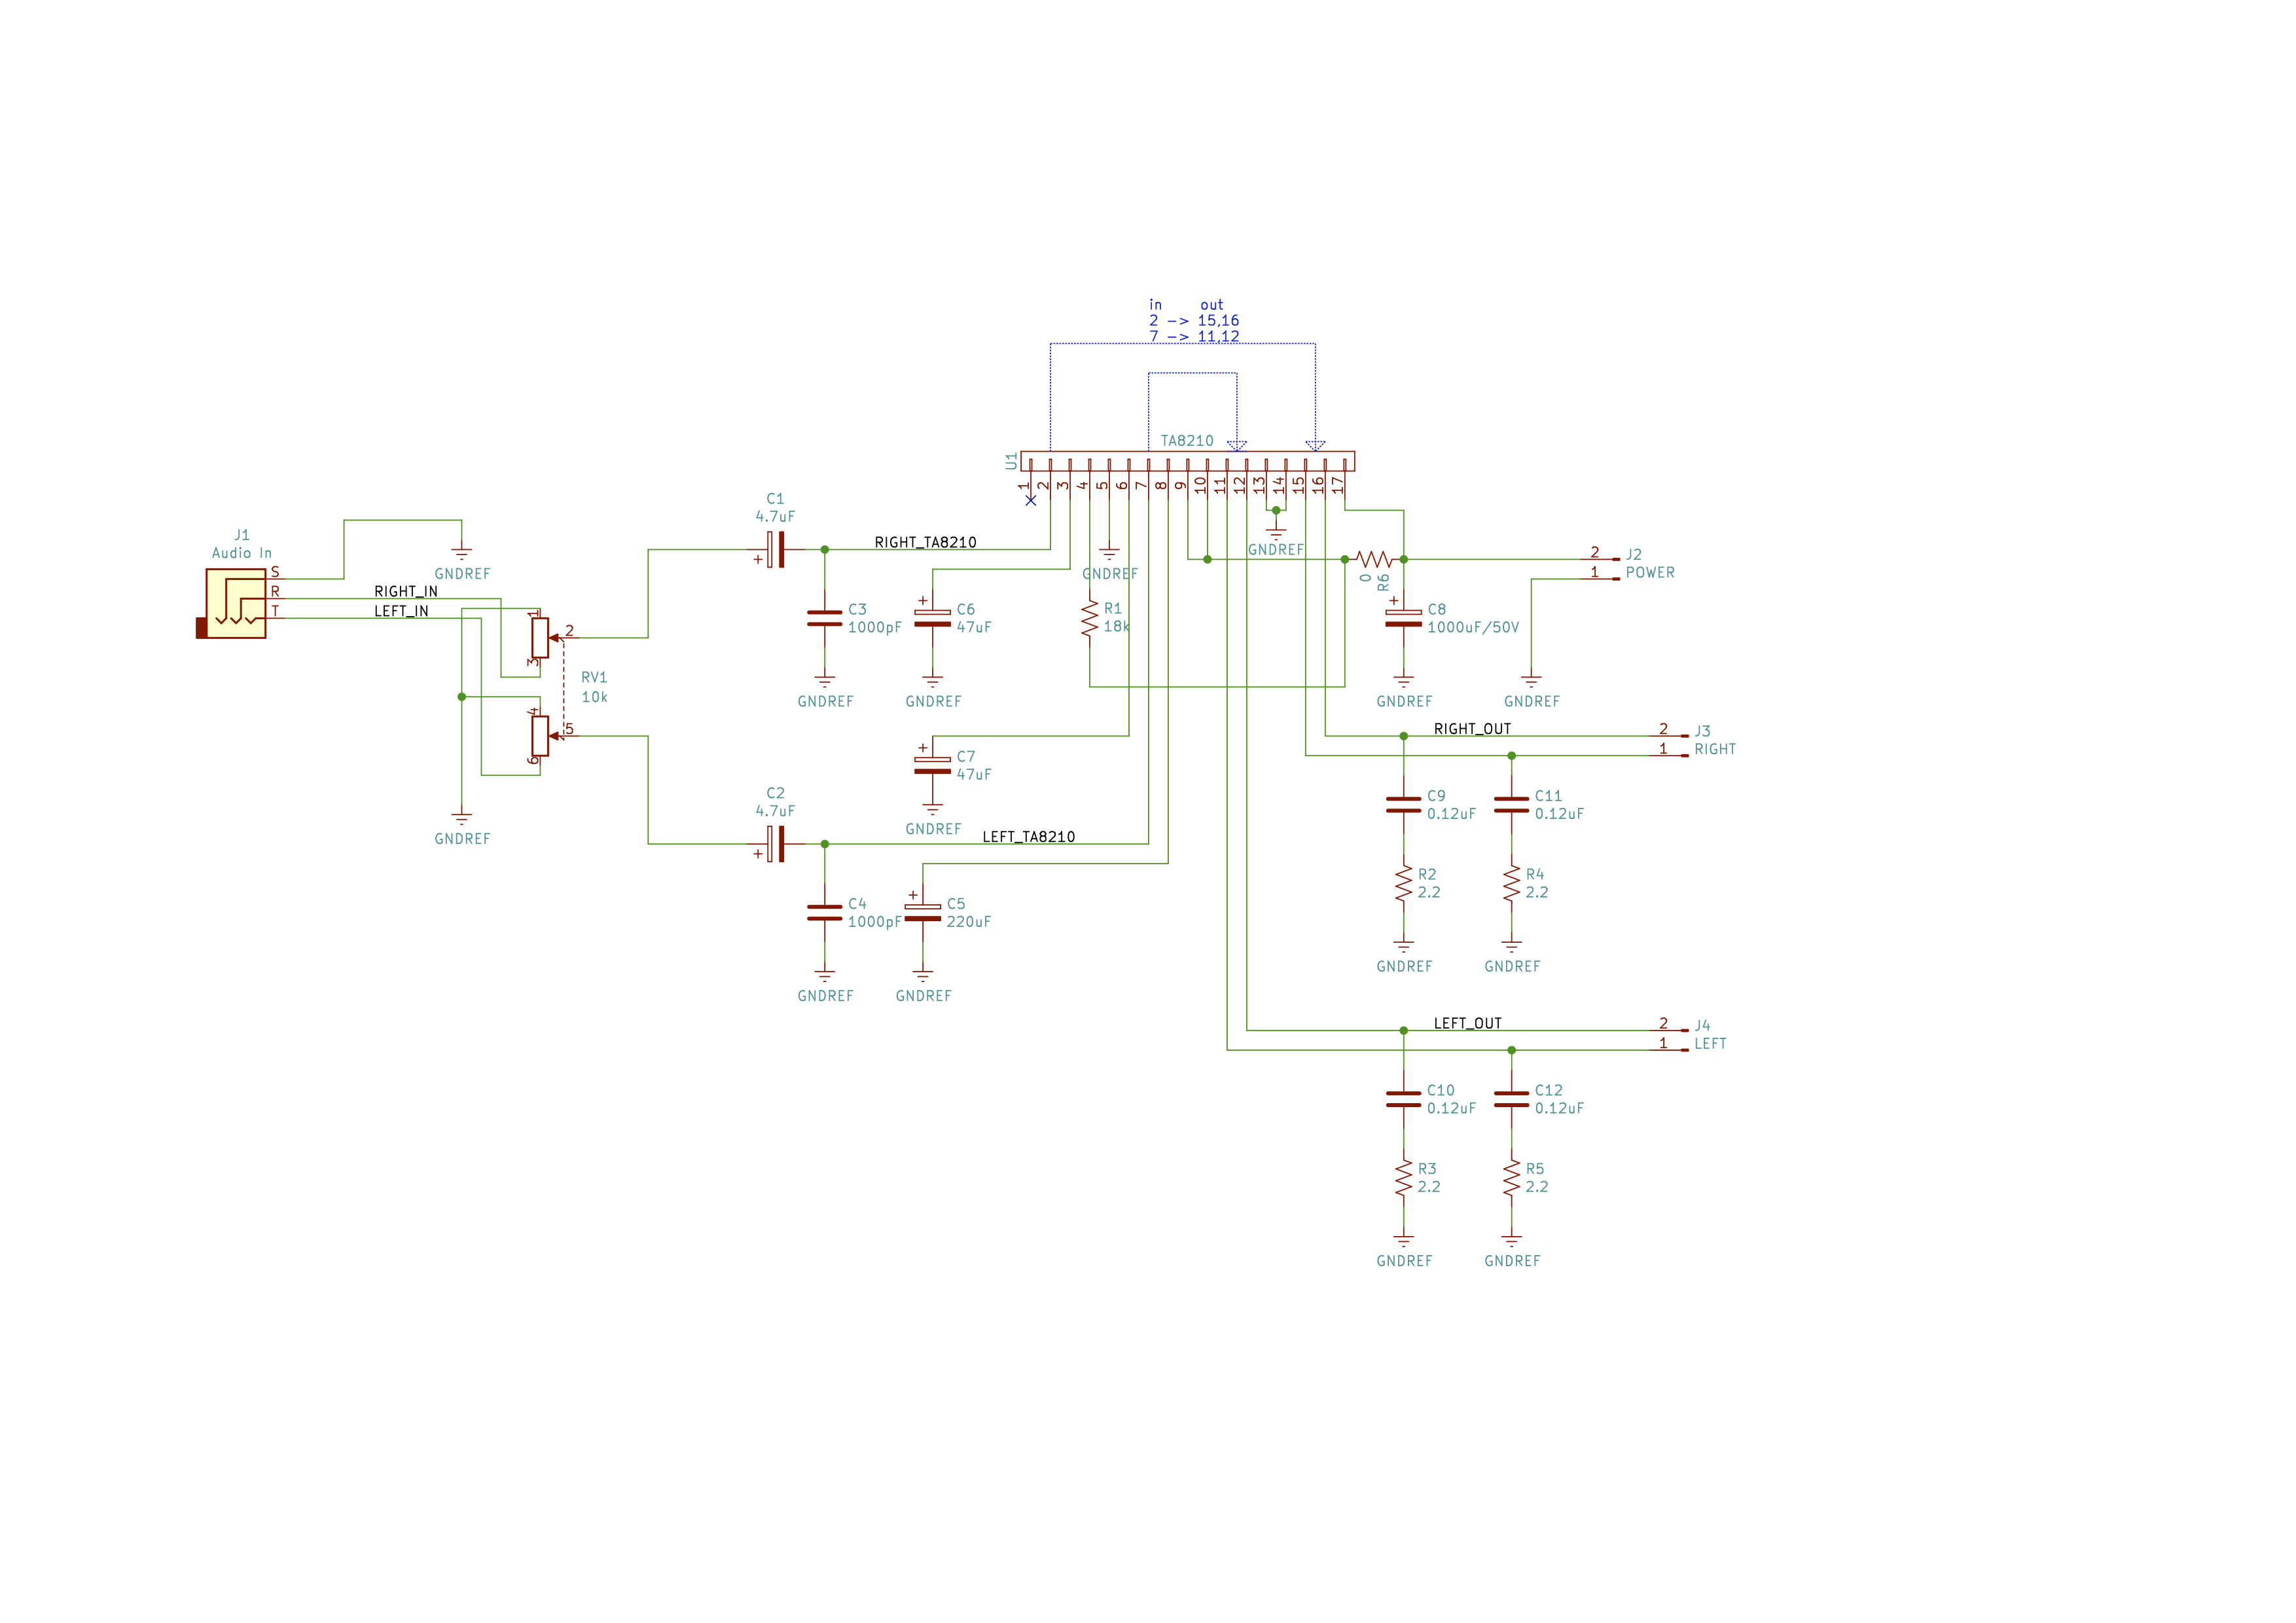 in out
2 -> 15,16
7 -> 11,12
TA8210
U1
1
2
3
4
5
6
7
8
9
10
11
12
13
14
15
16
17
J1
Audio In
S
R
T
GNDREF
RIGHT_IN
LEFT_IN
1
2
3
RV1
10k
4
5
6
GNDREF
C1
4.7uF
+
RIGHT_TA8210
C3
1000pF
GNDREF
+
C6
47uF
GNDREF
GNDREF
R1
18k
GNDREF
0
R6
2
1
J2
POWER
+
C8
1000uF/50V
GNDREF
GNDREF
+
C7
47uF
GNDREF
C2
4.7uF
+
LEFT_TA8210
C4
1000pF
GNDREF
+
C5
220uF
GNDREF
RIGHT_OUT
2
1
J3
RIGHT
C9
0.12uF
C11
0.12uF
R2
2.2
R4
2.2
GNDREF
GNDREF
LEFT_OUT
2
1
J4
LEFT
C10
0.12uF
C12
0.12uF
R3
2.2
R5
2.2
GNDREF
GNDREF